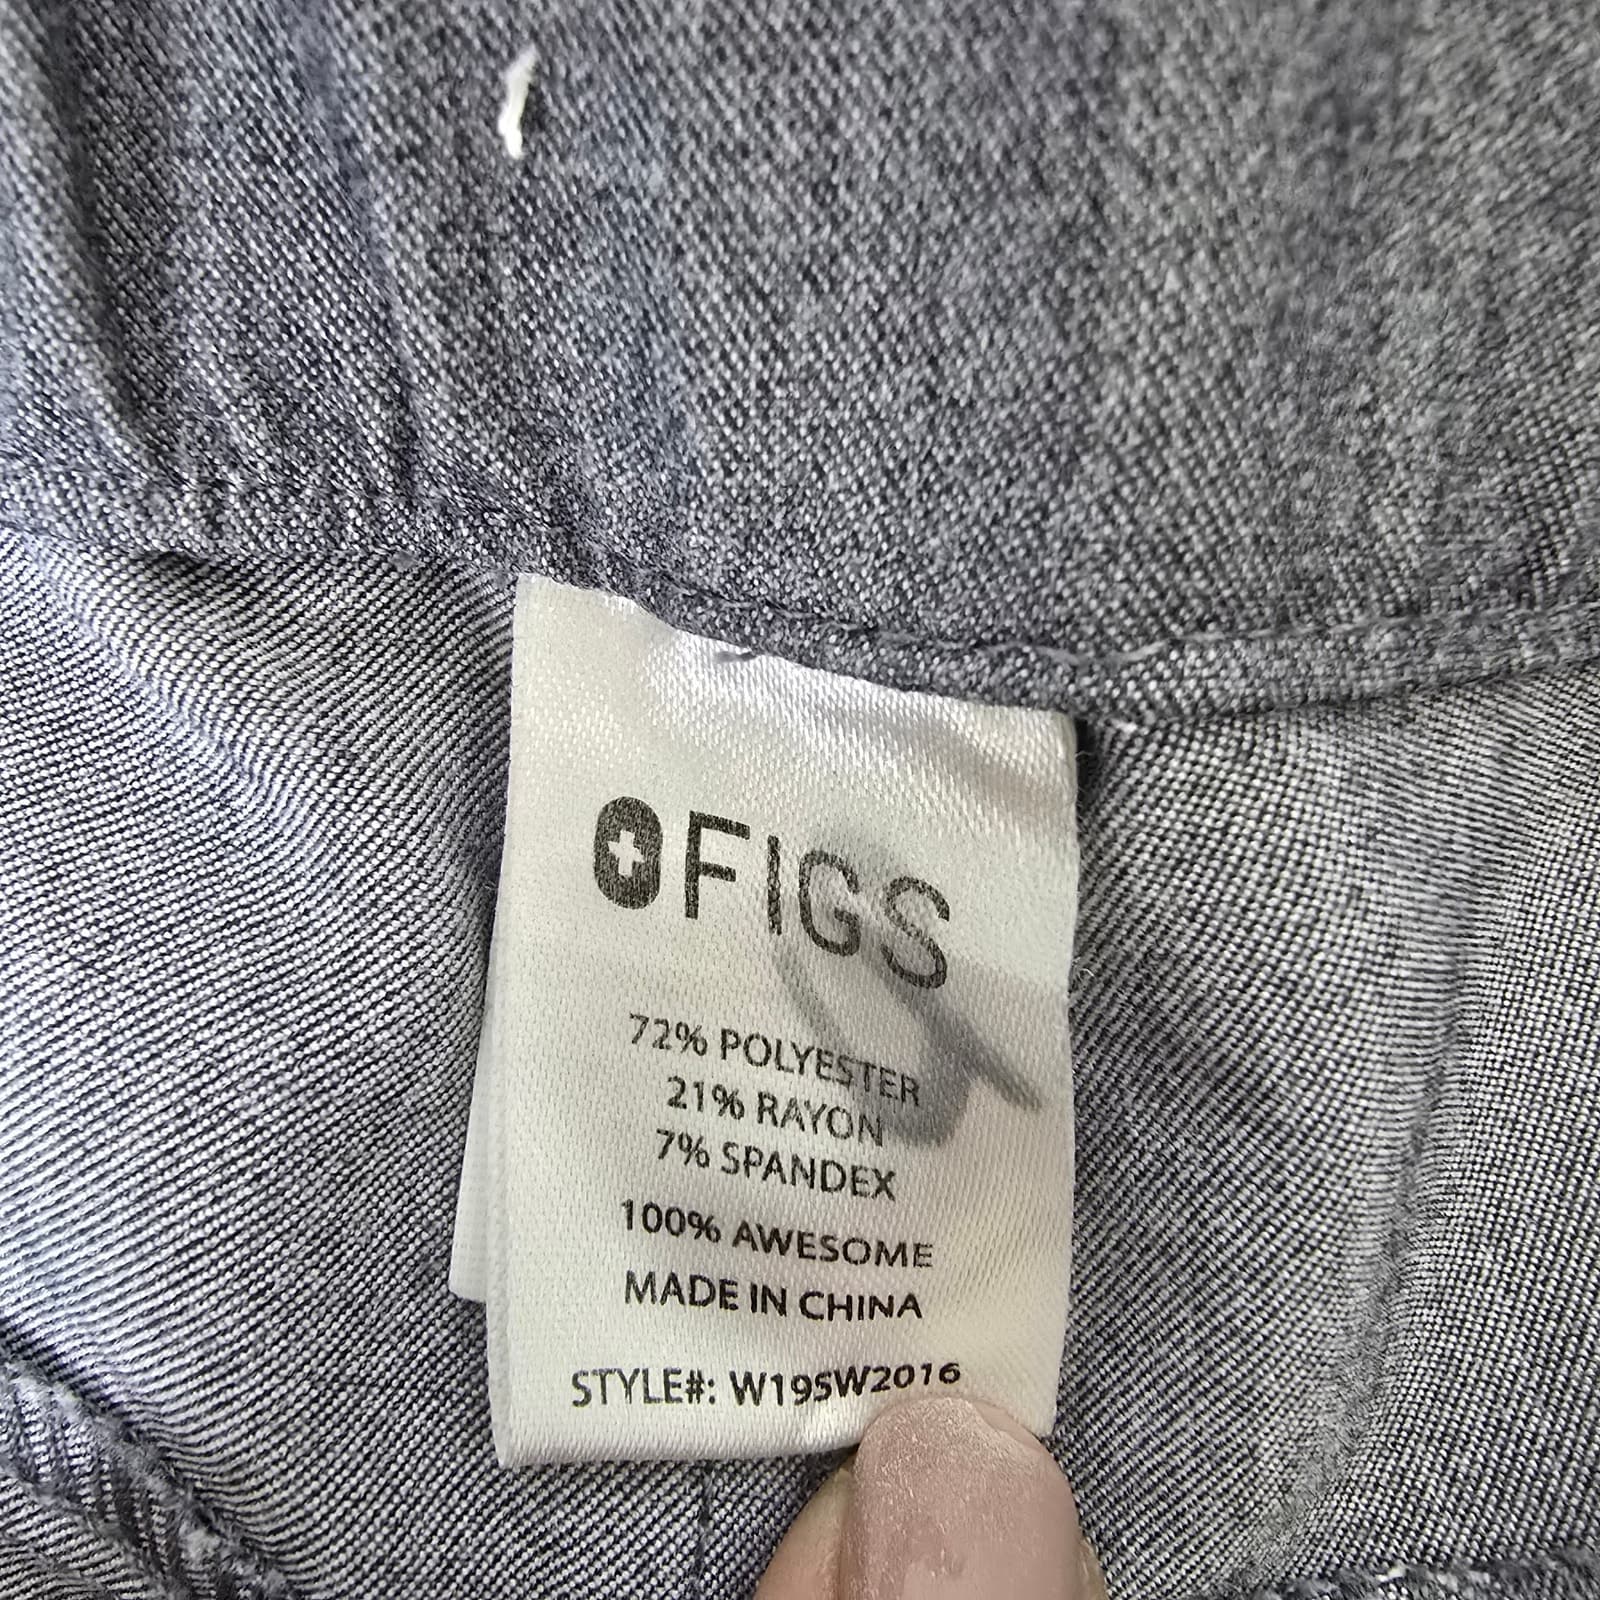 FIGS
72% POLYESTER
21% RAYON
7% SPANDEX
100% AWESOME
MADE IN CHINA
STYLE#: W19SW2016